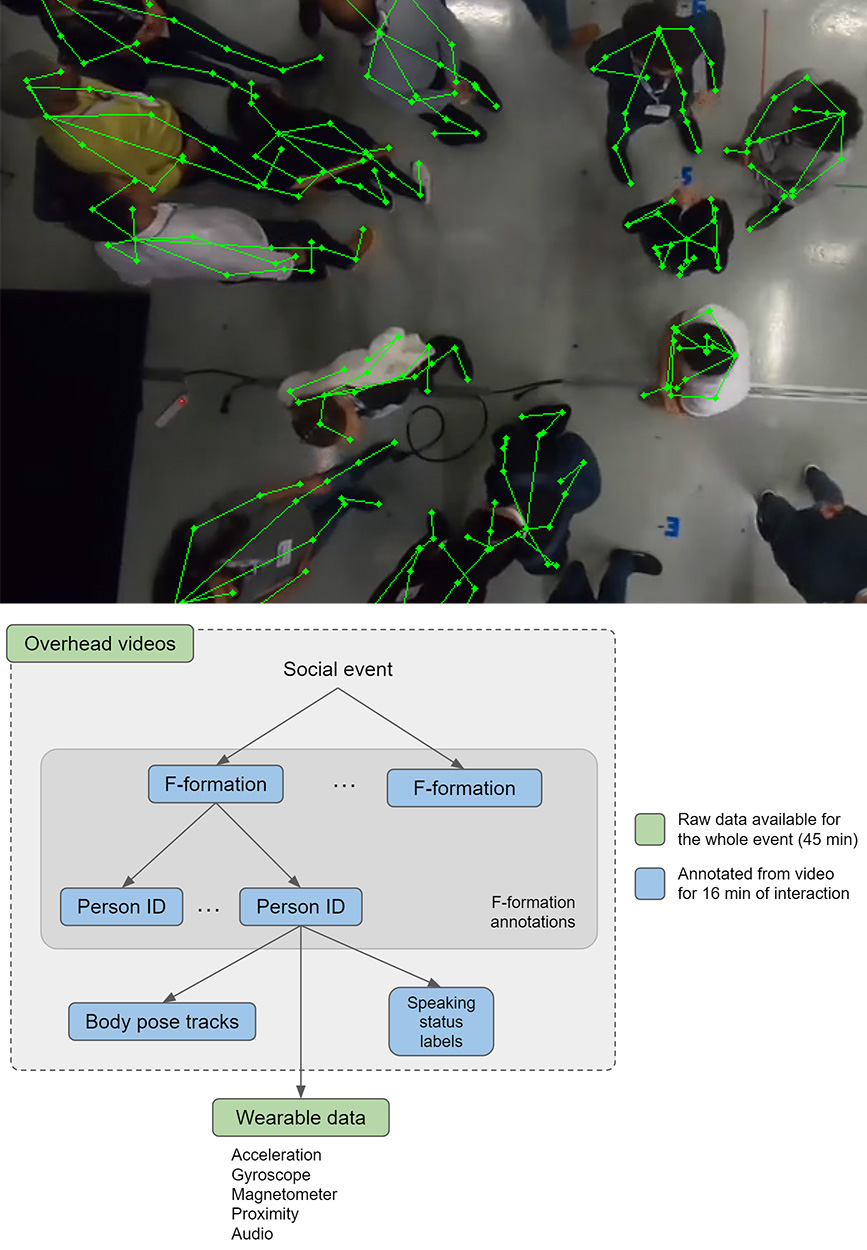 Overhead videos
Social event
F-formation
...
F-formation
Person ID
...
Person ID
F-formation
annotations
Body pose tracks
Speaking
status
labels
Wearable data
Acceleration
Gyroscope
Magnetometer
Proximity
Audio
Raw data available for
the whole event (45 min)
Annotated from video
for 16 min of interaction